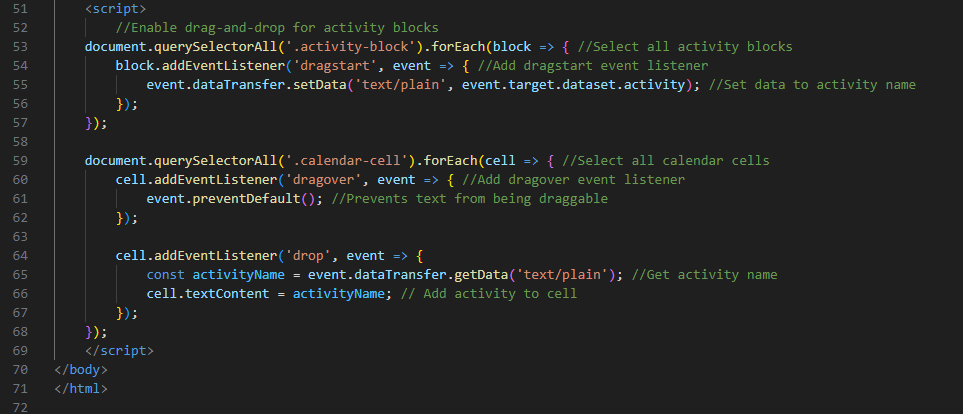 51 <script>
52 //Enable drag-and-drop for activity blocks
53 document.querySelectorAll('.activity-block').forEach(block => { //Select all activity blocks
54 block.addEventListener('dragstart', event => { //Add dragstart event listener
55 event.dataTransfer.setData('text/plain', event.target.dataset.activity); //Set data to activity name
56 });
57 });
58
59 document.querySelectorAll('.calendar-cell').forEach(cell => { //Select all calendar cells
60 cell.addEventListener('dragover', event => { //Add dragover event listener
61 event.preventDefault(); //Prevents text from being draggable
62 });
63
64 cell.addEventListener('drop', event => {
65 const activityName = event.dataTransfer.getData('text/plain'); //Get activity name
66 cell.textContent = activityName; // Add activity to cell
67 });
68 });
69 </script>
70 </body>
71 </html>
72